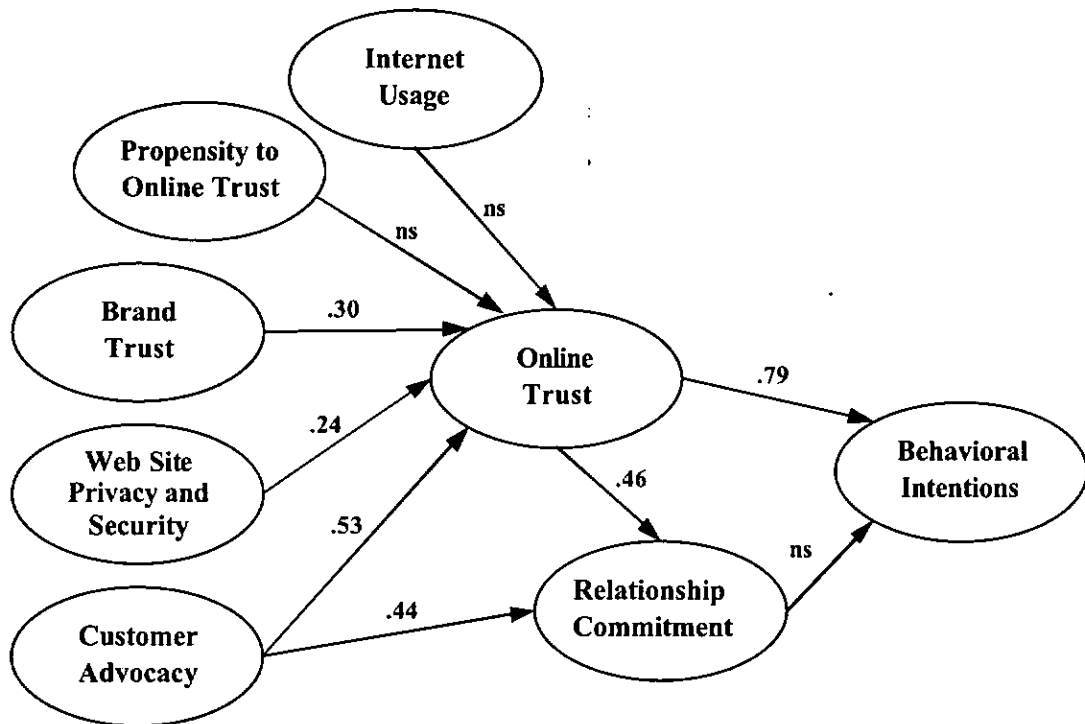 Internet
Usage
Propensity to
Online Trust
ns
ns
Brand
Trust
.30
Online
Trust
.79
.24
Web Site
Privacy and
Security
Behavioral
Intentions
.46
.53
ns
Relationship
Commitment
.44
Customer
Advocacy